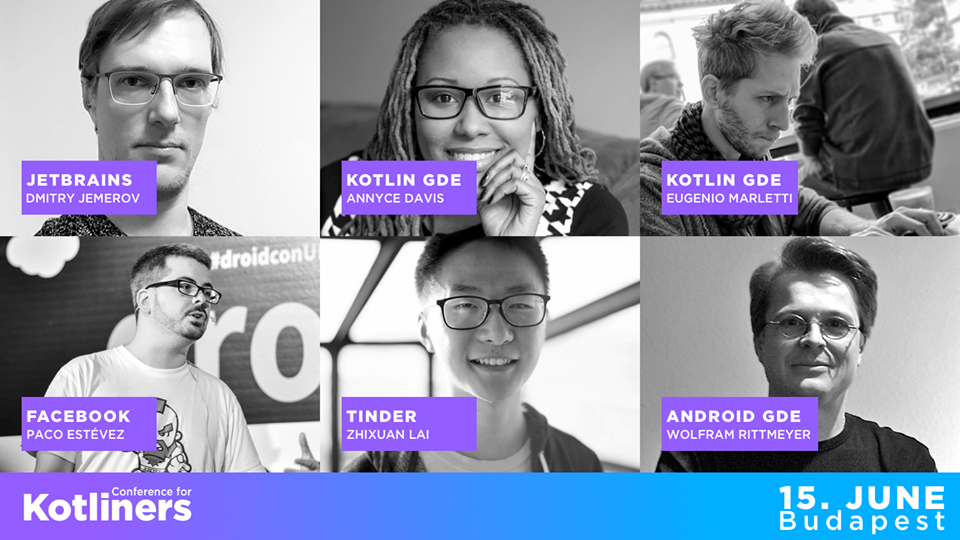 JETBRAINS
DMITRY JEMEROV
KOTLIN GDE
ANNYCE DAVIS
KOTLIN GDE
EUGENIO MARLETTI
#droidconU
ro
FACEBOOK
PACO ESTÉVEZ
TINDER
ZHIXUAN LAI
ANDROID GDE
WOLFRAM RITTMEYER
Conference for
Kotliners
15. JUNE
Budapest